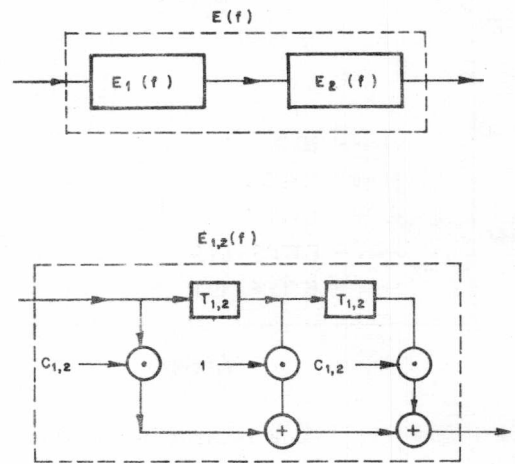 E(f)
E₁(f) E₂(f)
E₁,₂(f)
T₁,₂ T₁,₂
C₁,₂ • 1 • C₁,₂ •
+ +